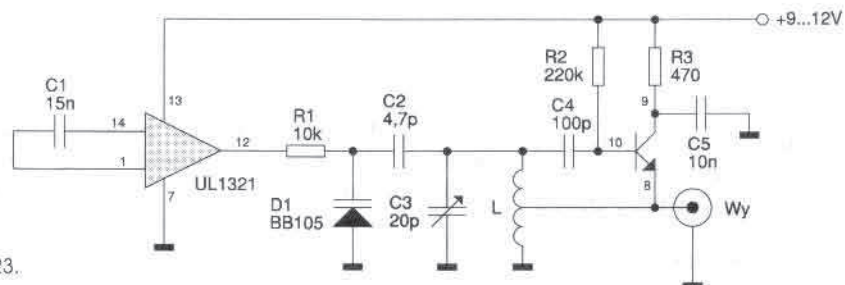 +9...12V
R2
220k
R3
470
C1
15n
13
14
1
12
7
UL1321
R1
10k
C2
4,7p
C4
100p
9
10
8
C5
10n
D1
BB105
C3
20p
L
Wy
23.